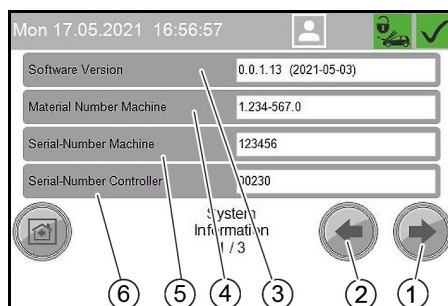 Mon 17.05.2021 16:56:57
Software Version 0.0.1.13 (2021-05-03)
Material Number Machine 1.234-567.0
Serial-Number Machine 123456
Serial-Number Controller 00230
System
Information
1 / 3
6 5 4 3 2 1